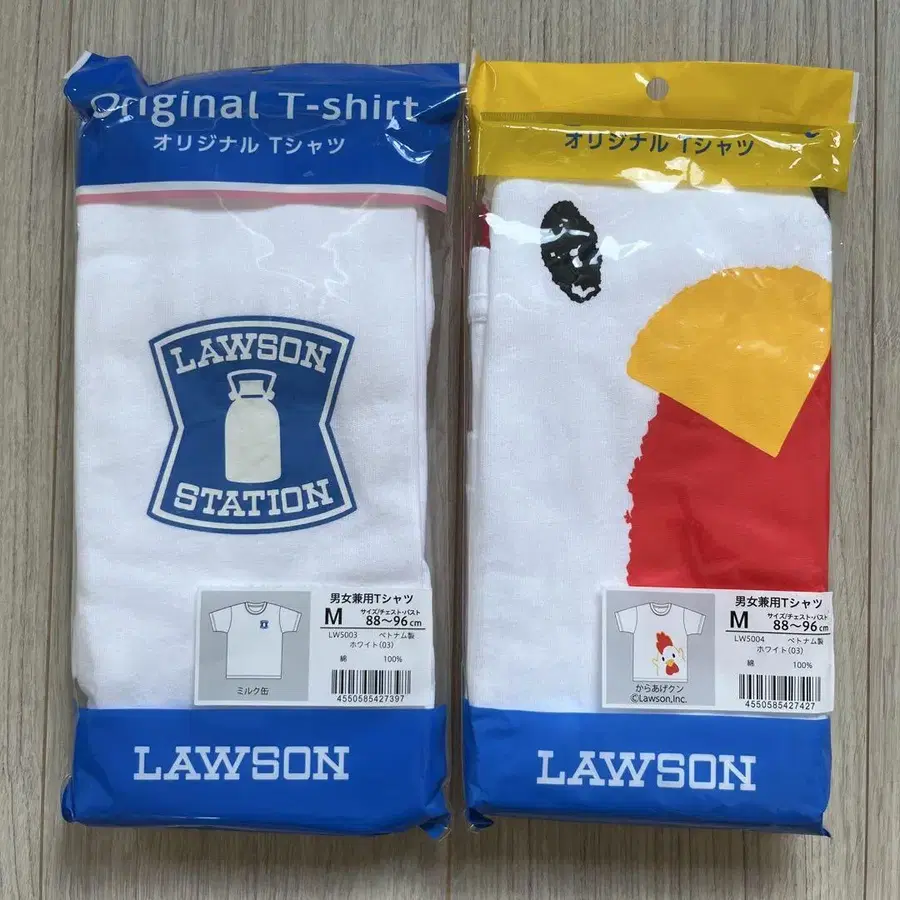 Original T-shirt
オリジナル Tシャツ
LAWSON
STATION
男女兼用Tシャツ
M サイズ/チェスト・バスト
88～96cm
LW5003 ベトナム製
ホワイト(03)
綿 100%
ミルク缶
4550585427397
LAWSON
オリジナル Tシャツ
男女兼用Tシャツ
M サイズ/チェスト・バスト
88～96cm
LW5004 ベトナム製
ホワイト(03)
綿 100%
からあげクン
©Lawson,Inc.
4550585427427
LAWSON